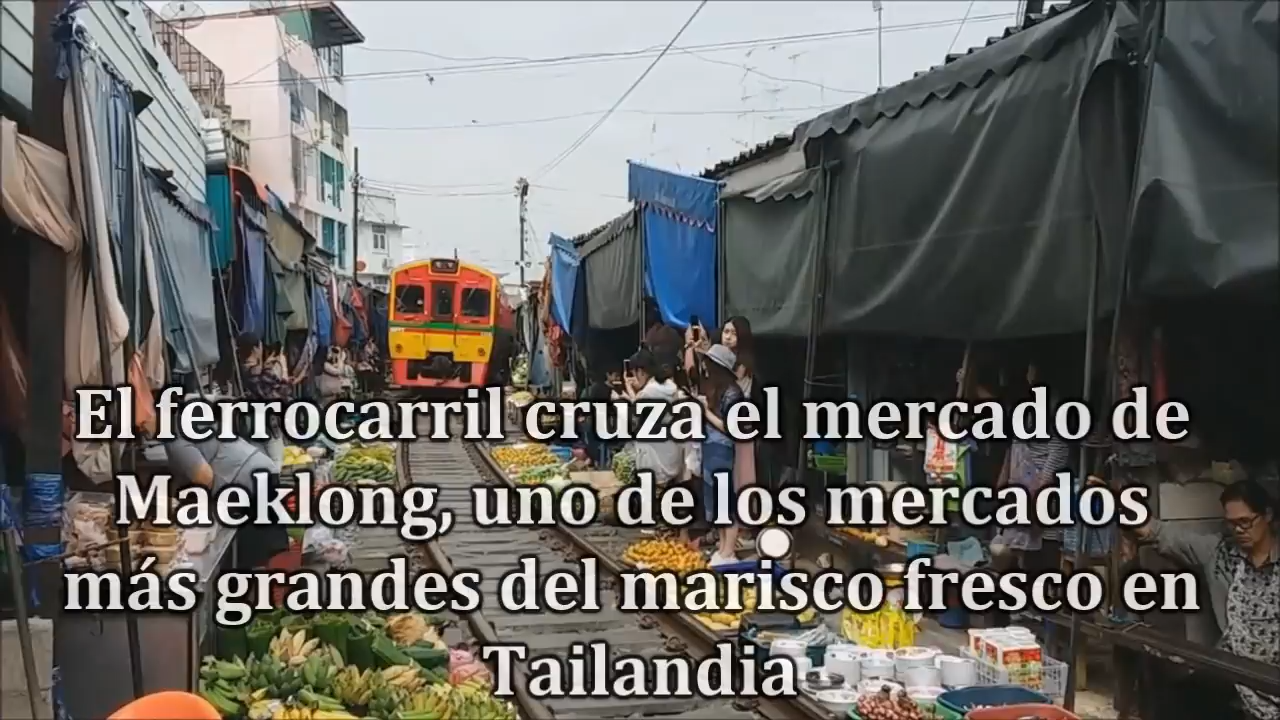 El ferrocarril cruza el mercado de
Maeklong, uno de los mercados
más grandes del marisco fresco en
Tailandia